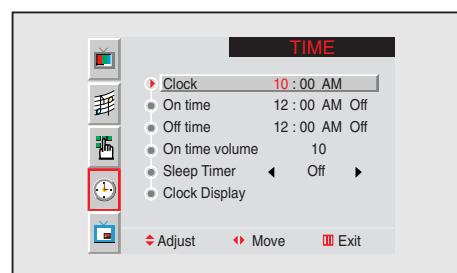 TIME
Clock 10 : 00 AM
On time 12 : 00 AM Off
Off time 12 : 00 AM Off
On time volume 10
Sleep Timer Off
Clock Display
Adjust Move Exit